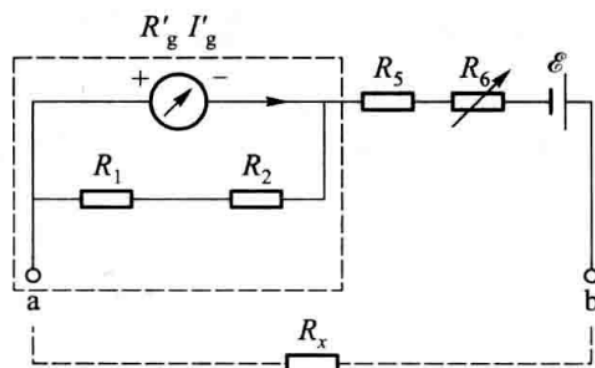 R′g I′g
+ −
R5 R6 ℰ
R1 R2
a b
Rx